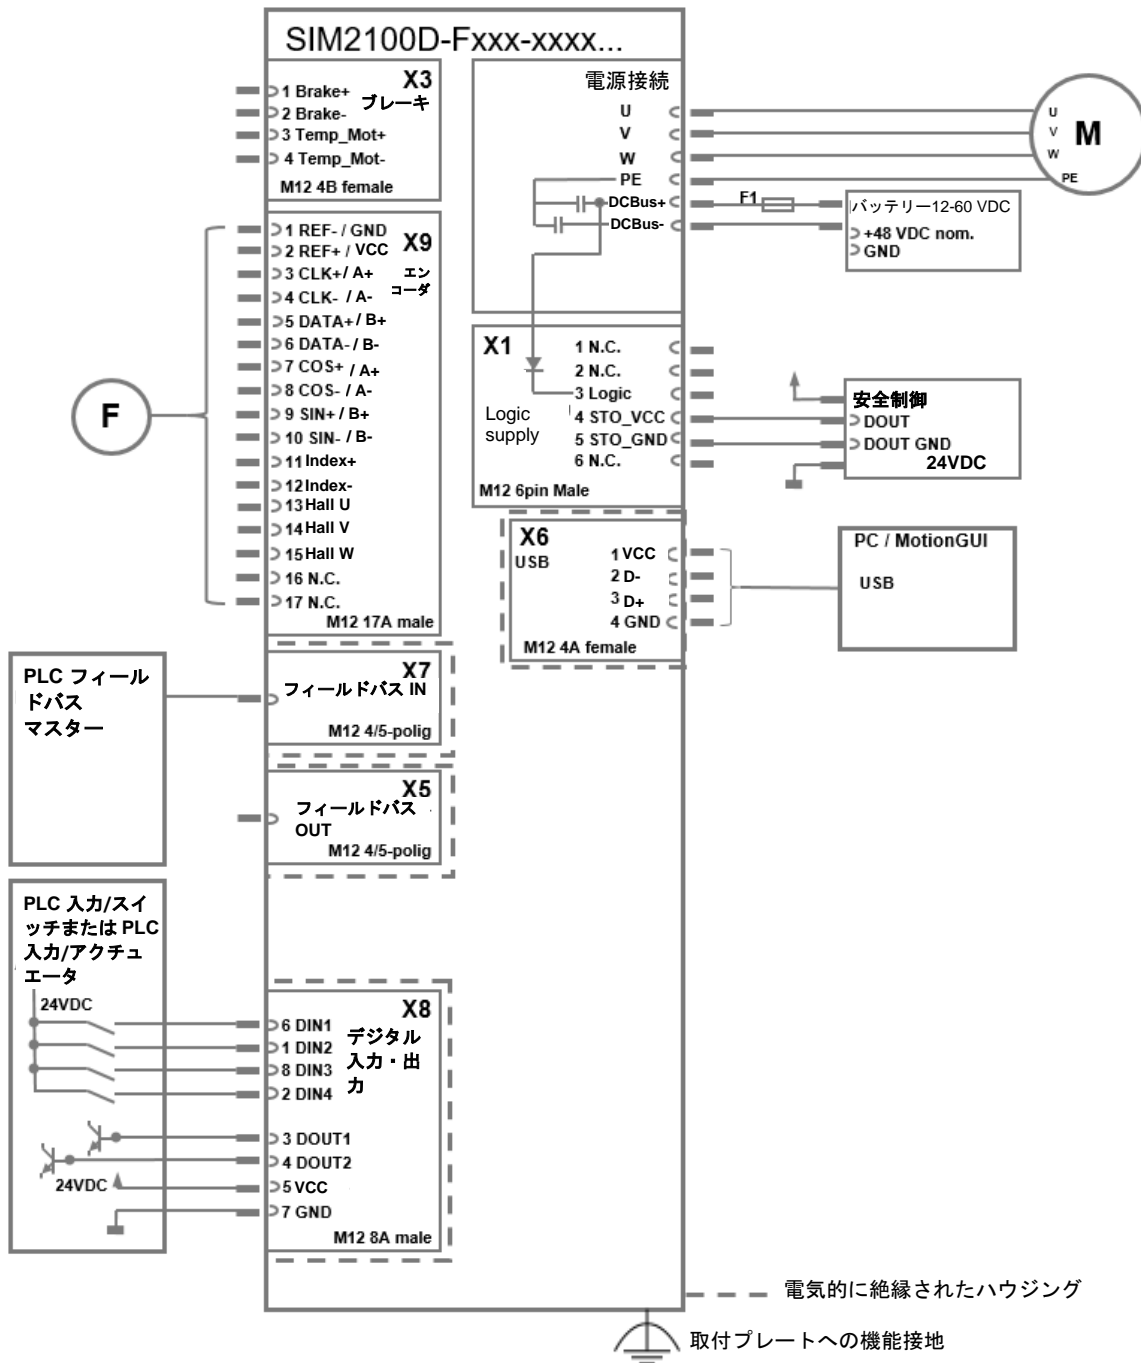 SIM2100D-Fxxx-xxxx...
X3
ブレーキ
1 Brake+
2 Brake-
3 Temp_Mot+
4 Temp_Mot-
M12 4B female
電源接続
U
V
W
PE
DCBus+
DCBus-
U
V
W
PE
M
F1
バッテリー12-60 VDC
+48 VDC nom.
GND
X9
エン
コーダ
1 REF- / GND
2 REF+ / VCC
3 CLK+ / A+
4 CLK- / A-
5 DATA+ / B+
6 DATA- / B-
7 COS+ / A+
8 COS- / A-
9 SIN+ / B+
10 SIN- / B-
11 Index+
12 Index-
13 Hall U
14 Hall V
15 Hall W
16 N.C.
17 N.C.
M12 17A male
F
X1
Logic
supply
1 N.C.
2 N.C.
3 Logic
4 STO_VCC
5 STO_GND
6 N.C.
M12 6pin Male
安全制御
DOUT
DOUT GND
24VDC
X6
USB
1 VCC
2 D-
3 D+
4 GND
M12 4A female
PC / MotionGUI
USB
PLC フィール
ドバス
マスター
X7
フィールドバス IN
M12 4/5-polig
X5
フィールドバス
OUT
M12 4/5-polig
PLC 入力/スイ
ッチまたは PLC
入力/アクチュ
エータ
24VDC
24VDC
X8
デジタル
入力・出
力
6 DIN1
1 DIN2
8 DIN3
2 DIN4
3 DOUT1
4 DOUT2
5 VCC
7 GND
M12 8A male
電気的に絶縁されたハウジング
取付プレートへの機能接地